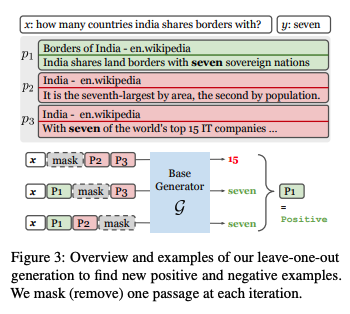 x: how many countries india shares borders with? y: seven
p1 Borders of India - en.wikipedia
India shares land borders with seven sovereign nations
p2 India - en.wikipedia
It is the seventh-largest by area, the second by population.
p3 India - en.wikipedia
With seven of the world's top 15 IT companies ...
x mask P2 P3 15
x P1 mask P3 Base Generator G seven P1 = Positive
x P1 P2 mask seven
Figure 3: Overview and examples of our leave-one-out
generation to find new positive and negative examples.
We mask (remove) one passage at each iteration.